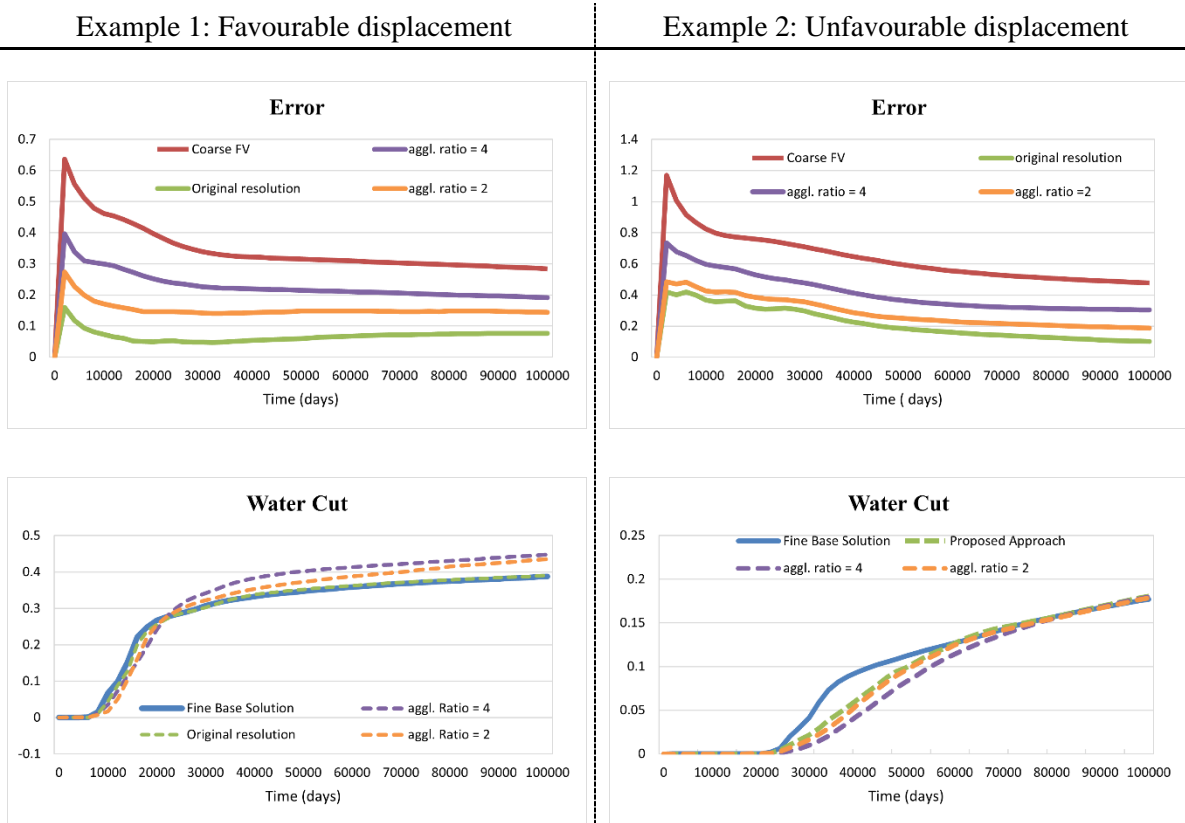 Example 1: Favourable displacement
Example 2: Unfavourable displacement
Error
Coarse FV
aggl. ratio = 4
Original resolution
aggl. ratio = 2
0.7
0.6
0.5
0.4
0.3
0.2
0.1
0
0 10000 20000 30000 40000 50000 60000 70000 80000 90000 100000
Time (days)
Error
Coarse FV
original resolution
aggl. ratio = 4
aggl. ratio =2
1.4
1.2
1
0.8
0.6
0.4
0.2
0
0 10000 20000 30000 40000 50000 60000 70000 80000 90000 100000
Time ( days)
Water Cut
0.5
0.4
0.3
0.2
0.1
0
-0.1
Fine Base Solution
aggl. Ratio = 4
Original resolution
aggl. Ratio = 2
0 10000 20000 30000 40000 50000 60000 70000 80000 90000 100000
Time (days)
Water Cut
Fine Base Solution
Proposed Approach
aggl. ratio = 4
aggl. ratio = 2
0.25
0.2
0.15
0.1
0.05
0
0 10000 20000 30000 40000 50000 60000 70000 80000 90000 100000
Time (days)